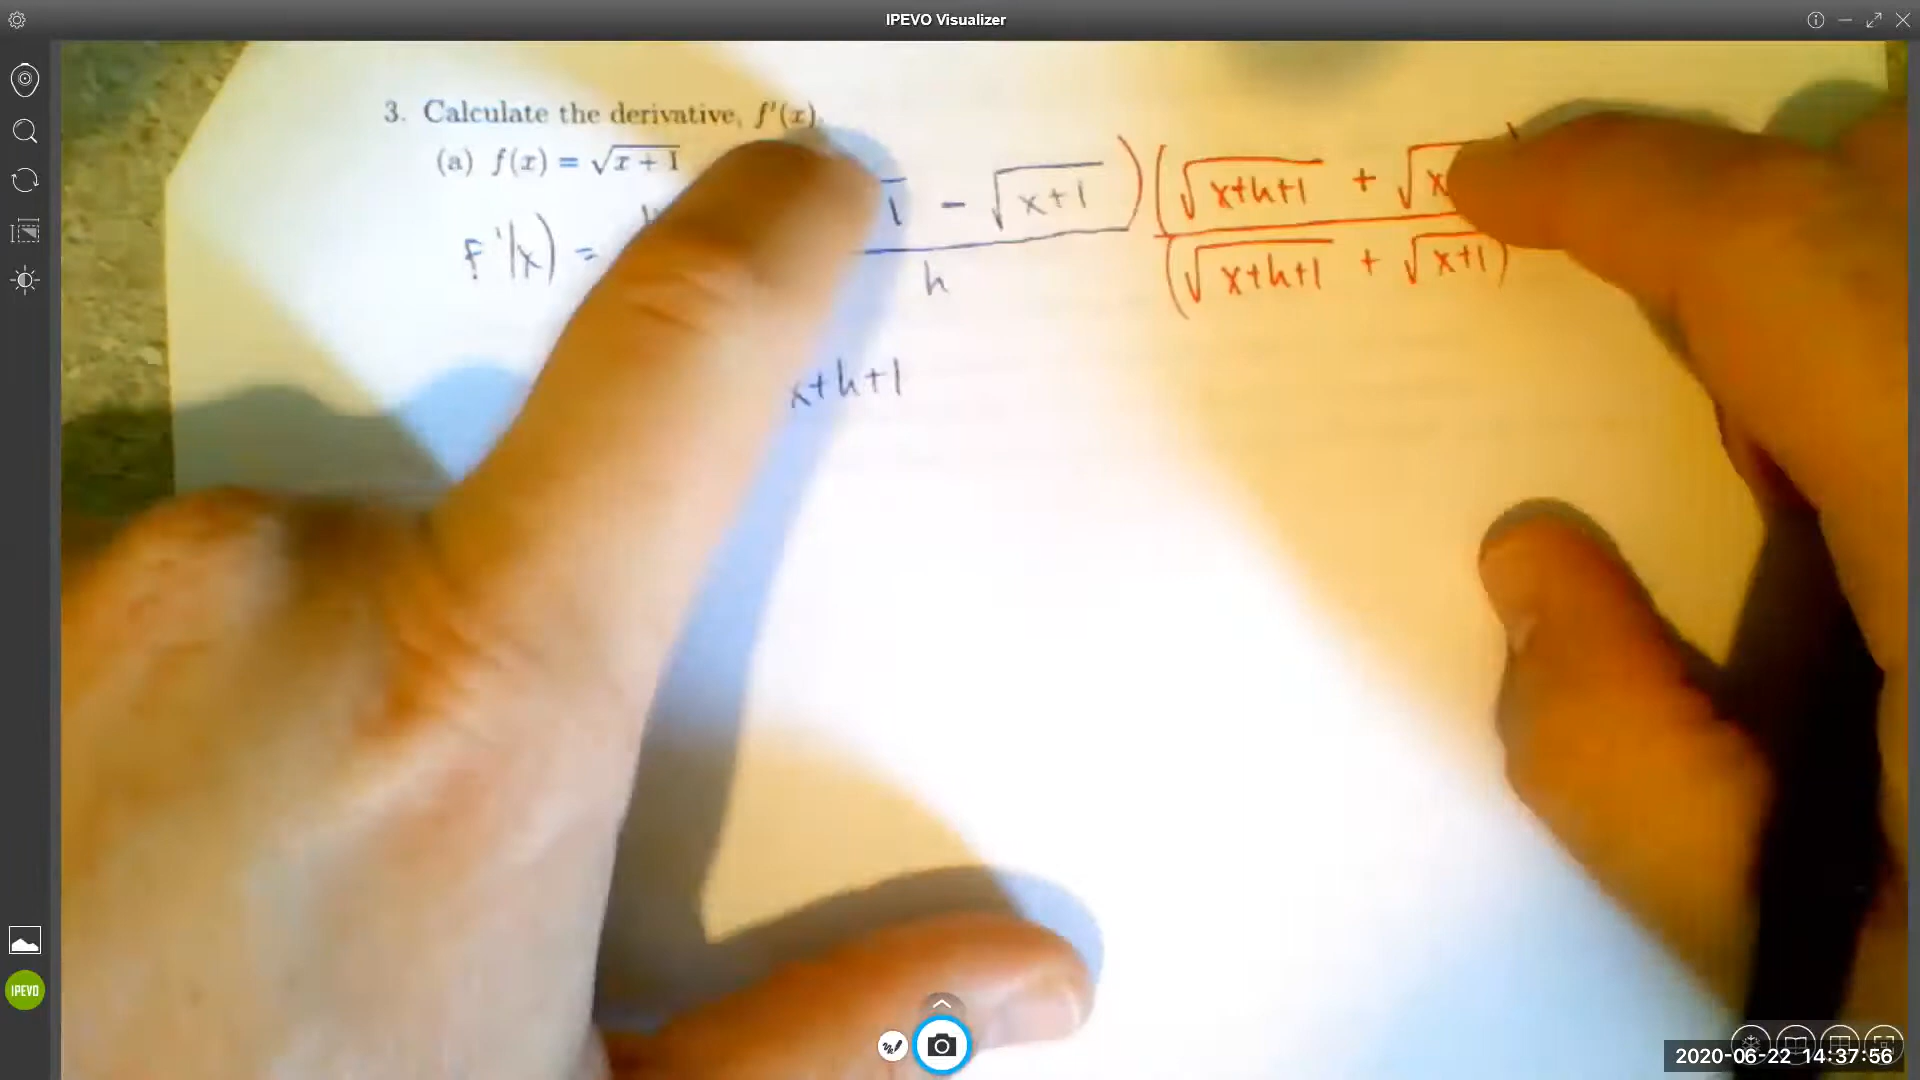 IPEVO Visualizer
3. Calculate the derivative, f'(x).
(a) f(x) = √x + 1
f'(x) = 1 - √x+1 ) ( √x+h+1 + √x
h (√x+h+1 + √x+1)
x+h+1
IPEVO
2020-06-22 14:37:56